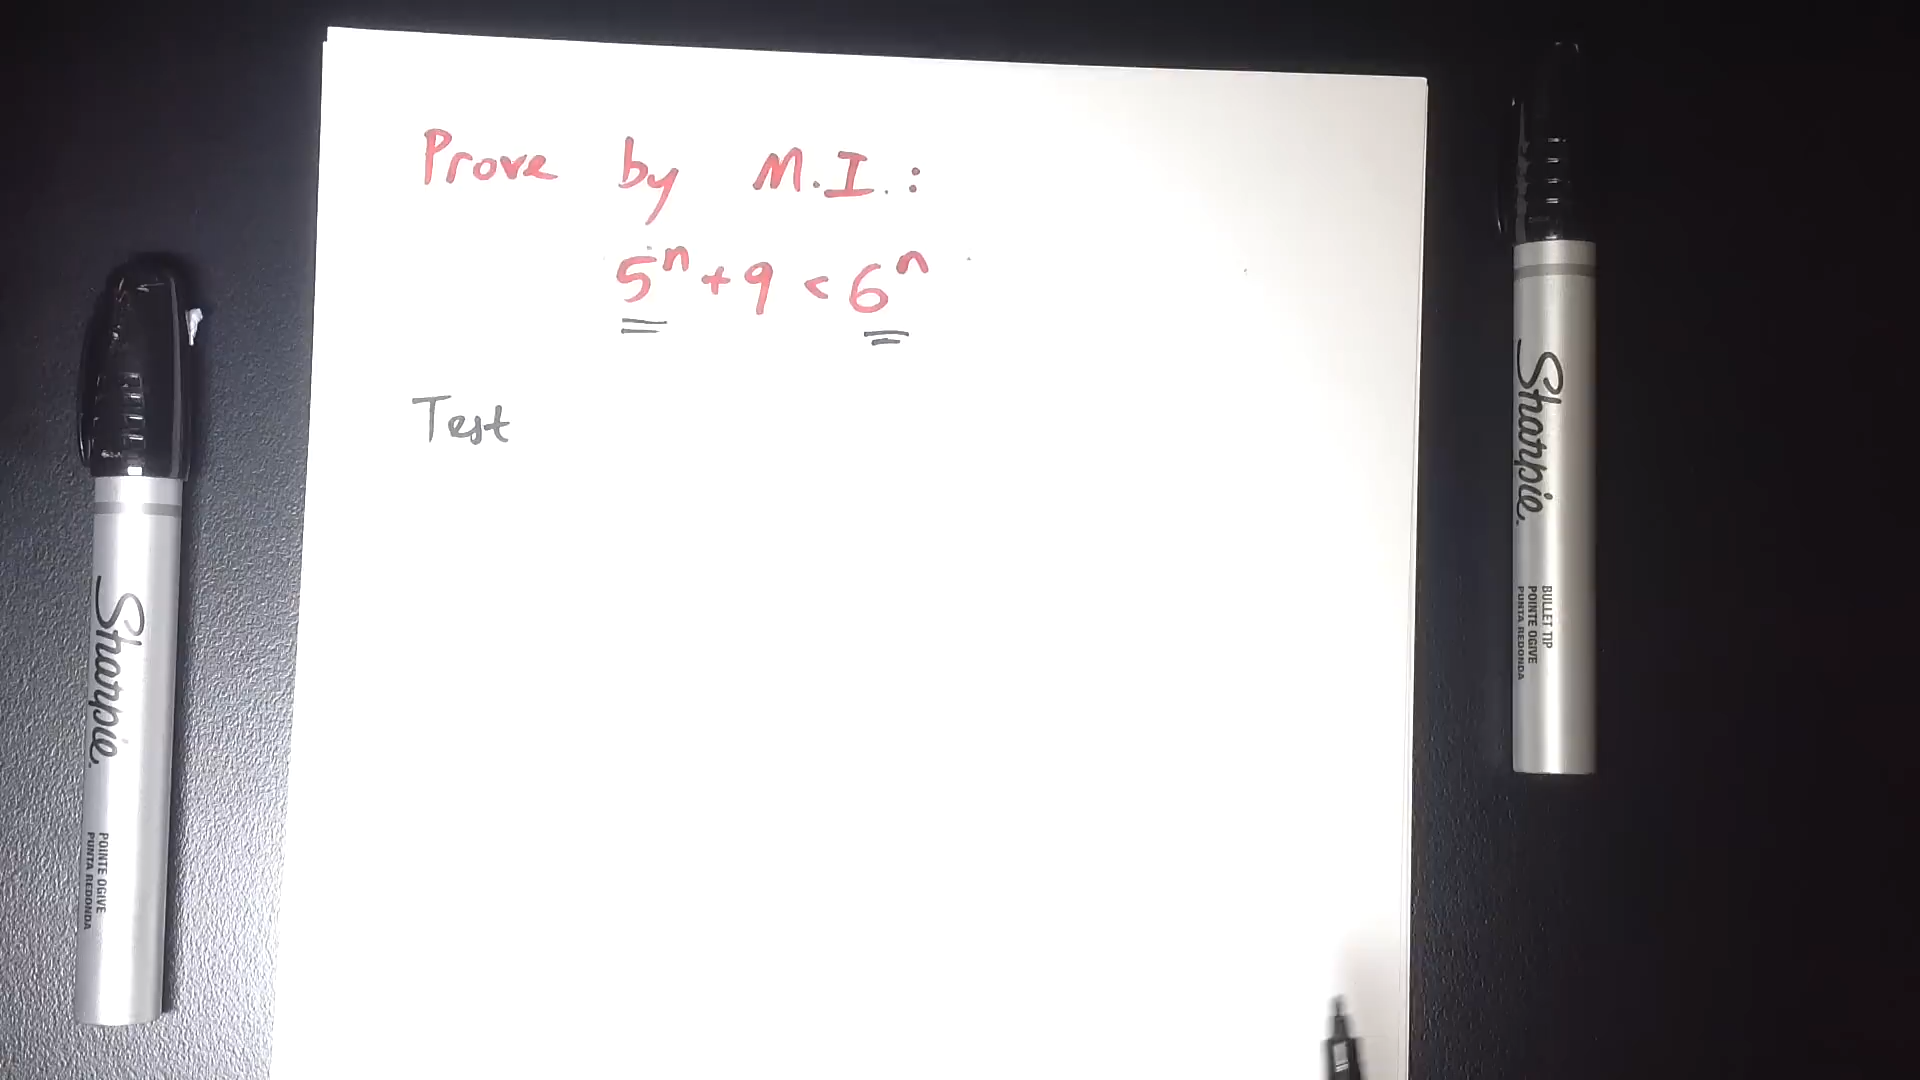 Prove by M.I.:
5ⁿ + 9 < 6ⁿ
Test
Sharpie.
POINTE OGIVE
PUNTA REDONDA
Sharpie.
BULLET TIP
POINTE OGIVE
PUNTA REDONDA